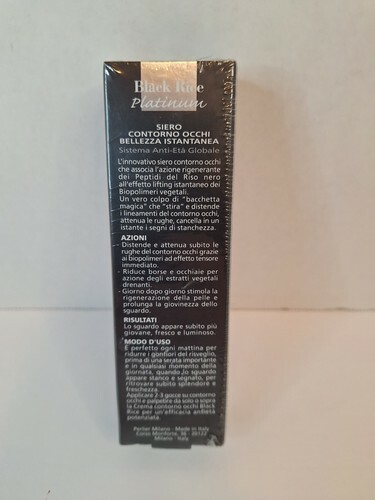 Black Rice
Platinum
SIERO
CONTORNO OCCHI
BELLEZZA ISTANTANEA
Sistema Anti-Età Globale
L'innovativo siero contorno occhi
che associa l'azione rigenerante
dei Peptidi del Riso nero
all'effetto lifting istantaneo dei
Biopolimeri vegetali.
Un vero colpo di "bacchetta
magica" che "stira" e distende
i lineamenti del contorno occhi,
attenua le rughe, cancella in un
istante i segni di stanchezza.
AZIONI
- Distende e attenua subito le
rughe del contorno occhi grazie
ai biopolimeri ad effetto tensore
immediato.
- Riduce borse e occhiaie per
azione degli estratti vegetali
drenanti.
- Giorno dopo giorno stimola la
rigenerazione della pelle e
prolunga la giovinezza dello
sguardo.
RISULTATI
Lo sguardo appare subito più
giovane, fresco e luminoso.
MODO D'USO
È perfetto ogni mattina per
ridurre i gonfiori del risveglio,
prima di una serata importante
e in qualsiasi momento della
giornata, quando lo sguardo
appare stanco e segnato, per
ritrovare subito splendore e
freschezza.
Applicare 2-3 gocce su contorno
occhi e palpebre da solo o sopra
la Crema contorno occhi Black
Rice per un'efficacia antietà
potenziata.
Perlier Milano - Made in Italy
Corso Monforte, 36 - 20122
Milano - Italy